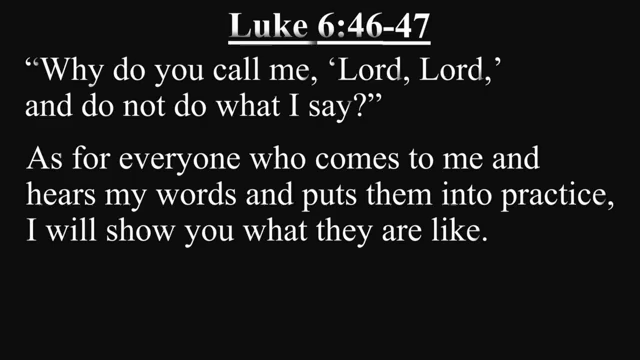 Luke 6:46-47
“Why do you call me, ‘Lord, Lord,’
and do not do what I say?”
As for everyone who comes to me and
hears my words and puts them into practice,
I will show you what they are like.